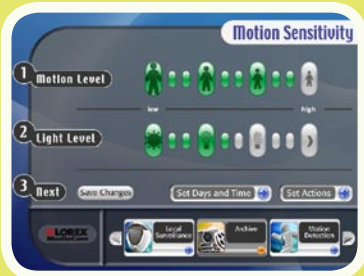 Motion Sensitivity
1 Motion Level
low high
2 Light Level
3 Next Save Changes Set Days and Time Set Actions
LOREX
Local Surveillance
Archive
Motion Detection